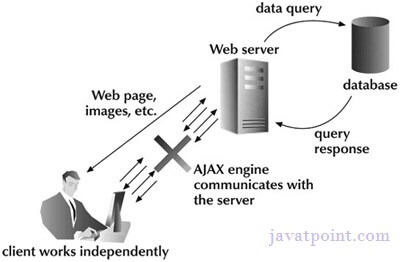 data query
Web server
database
Web page,
images, etc.
query
response
AJAX engine
communicates with
the server
client works independently
javatpoint.com